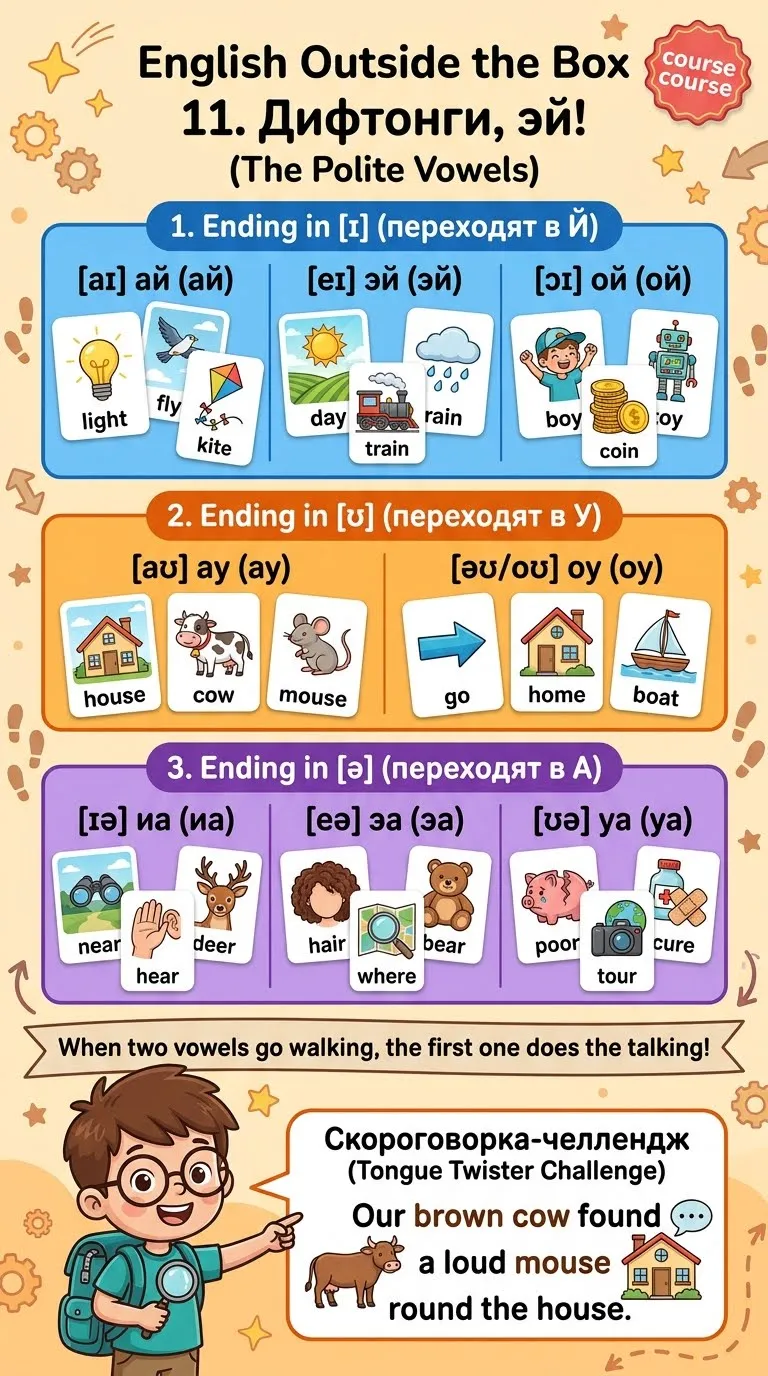 English Outside the Box
course
course
11. Дифтонги, эй!
(The Polite Vowels)
1. Ending in [ɪ] (переходят в Й)
[aɪ] ай (ай)
[eɪ] эй (эй)
[ɔɪ] ой (ой)
light
fly
kite
day
train
rain
boy
coin
toy
2. Ending in [ʊ] (переходят в У)
[aʊ] ау (ау)
[əʊ/oʊ] оу (оу)
house
cow
mouse
go
home
boat
3. Ending in [ə] (переходят в А)
[ɪə] иа (иа)
[eə] эа (эа)
[ʊə] уа (уа)
near
hear
deer
hair
where
bear
poor
tour
cure
When two vowels go walking, the first one does the talking!
Скороговорка-челлендж
(Tongue Twister Challenge)
Our brown cow found
a loud mouse
round the house.